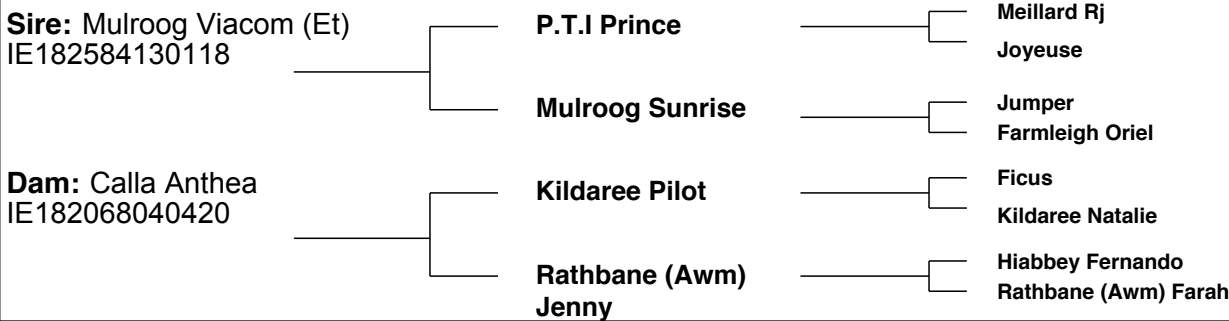 Sire: Mulroog Viacom (Et)
IE182584130118
P.T.I Prince
Meillard Rj
Joyeuse
Mulroog Sunrise
Jumper
Farmleigh Oriel
Dam: Calla Anthea
IE182068040420
Kildaree Pilot
Ficus
Kildaree Natalie
Rathbane (Awm)
Jenny
Hiabbey Fernando
Rathbane (Awm) Farah